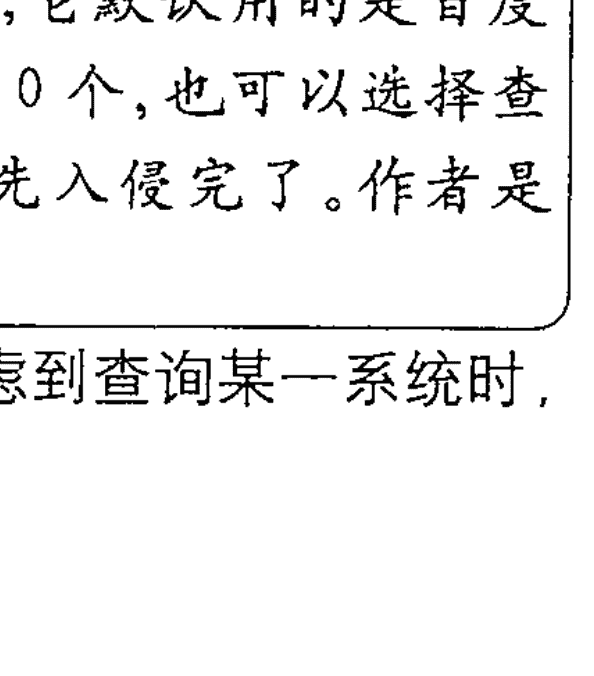 ,它默认用的是百度
0 个,也可以选择查
先入侵完了。作者是
虑到查询某一系统时,